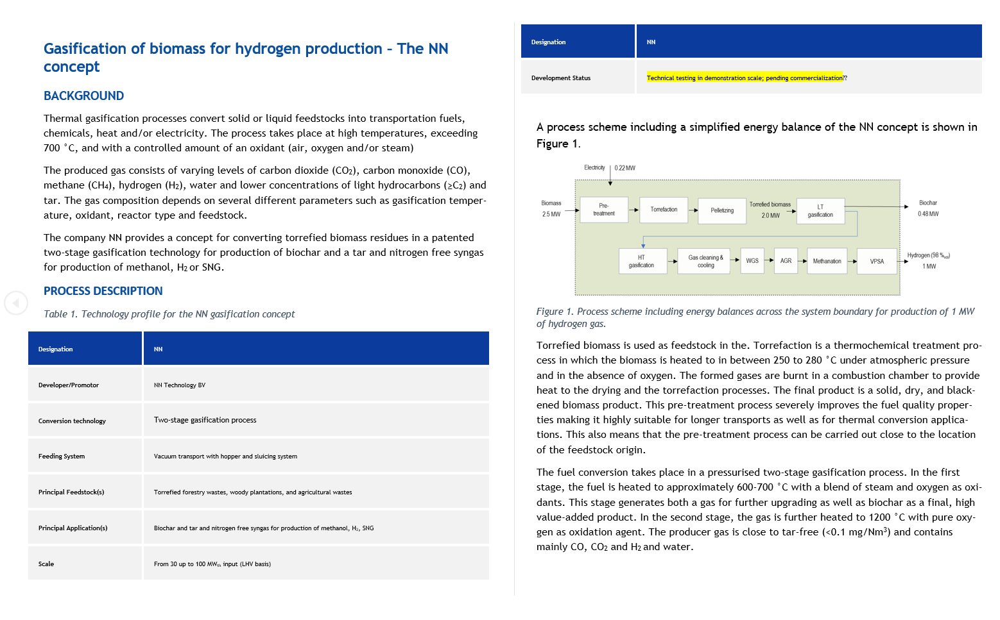 Gasification of biomass for hydrogen production – The NN
concept
BACKGROUND
Thermal gasification processes convert solid or liquid feedstocks into transportation fuels,
chemicals, heat and/or electricity. The process takes place at high temperatures, exceeding
700 °C, and with a controlled amount of an oxidant (air, oxygen and/or steam)
The produced gas consists of varying levels of carbon dioxide (CO₂), carbon monoxide (CO),
methane (CH₄), hydrogen (H₂), water and lower concentrations of light hydrocarbons (≥C₂) and
tar. The gas composition depends on several different parameters such as gasification temper-
ature, oxidant, reactor type and feedstock.
The company NN provides a concept for converting torrefied biomass residues in a patented
two-stage gasification technology for production of biochar and a tar and nitrogen free syngas
for production of methanol, H₂ or SNG.
PROCESS DESCRIPTION
Table 1. Technology profile for the NN gasification concept
Designation NN
Developer/Promotor NN Technology BV
Conversion technology Two-stage gasification process
Feeding System Vacuum transport with hopper and sluicing system
Principal Feedstock(s) Torrefied forestry wastes, woody plantations, and agricultural wastes
Principal Application(s) Biochar and tar and nitrogen free syngas for production of methanol, H₂, SNG
Scale From 30 up to 100 MWₜₕ input (LHV basis)
Designation NN
Development Status Technical testing in demonstration scale; pending commercialization??
A process scheme including a simplified energy balance of the NN concept is shown in
Figure 1.
Electricity 0.22 MW
Biomass
2.5 MW
Pre-
treatment
Torrefaction
Pelletizing
Torrefied biomass
2.0 MW
LT
gasification
Biochar
0.48 MW
HT
gasification
Gas cleaning &
cooling
WGS
AGR
Methanation
VPSA
Hydrogen (98 %vol)
1 MW
Figure 1. Process scheme including energy balances across the system boundary for production of 1 MW
of hydrogen gas.
Torrefied biomass is used as feedstock in the. Torrefaction is a thermochemical treatment pro-
cess in which the biomass is heated to in between 250 to 280 °C under atmospheric pressure
and in the absence of oxygen. The formed gases are burnt in a combustion chamber to provide
heat to the drying and the torrefaction processes. The final product is a solid, dry, and black-
ened biomass product. This pre-treatment process severely improves the fuel quality proper-
ties making it highly suitable for longer transports as well as for thermal conversion applica-
tions. This also means that the pre-treatment process can be carried out close to the location
of the feedstock origin.
The fuel conversion takes place in a pressurised two-stage gasification process. In the first
stage, the fuel is heated to approximately 600-700 °C with a blend of steam and oxygen as oxi-
dants. This stage generates both a gas for further upgrading as well as biochar as a final, high
value-added product. In the second stage, the gas is further heated to 1200 °C with pure oxy-
gen as oxidation agent. The producer gas is close to tar-free (<0.1 mg/Nm³) and contains
mainly CO, CO₂ and H₂ and water.